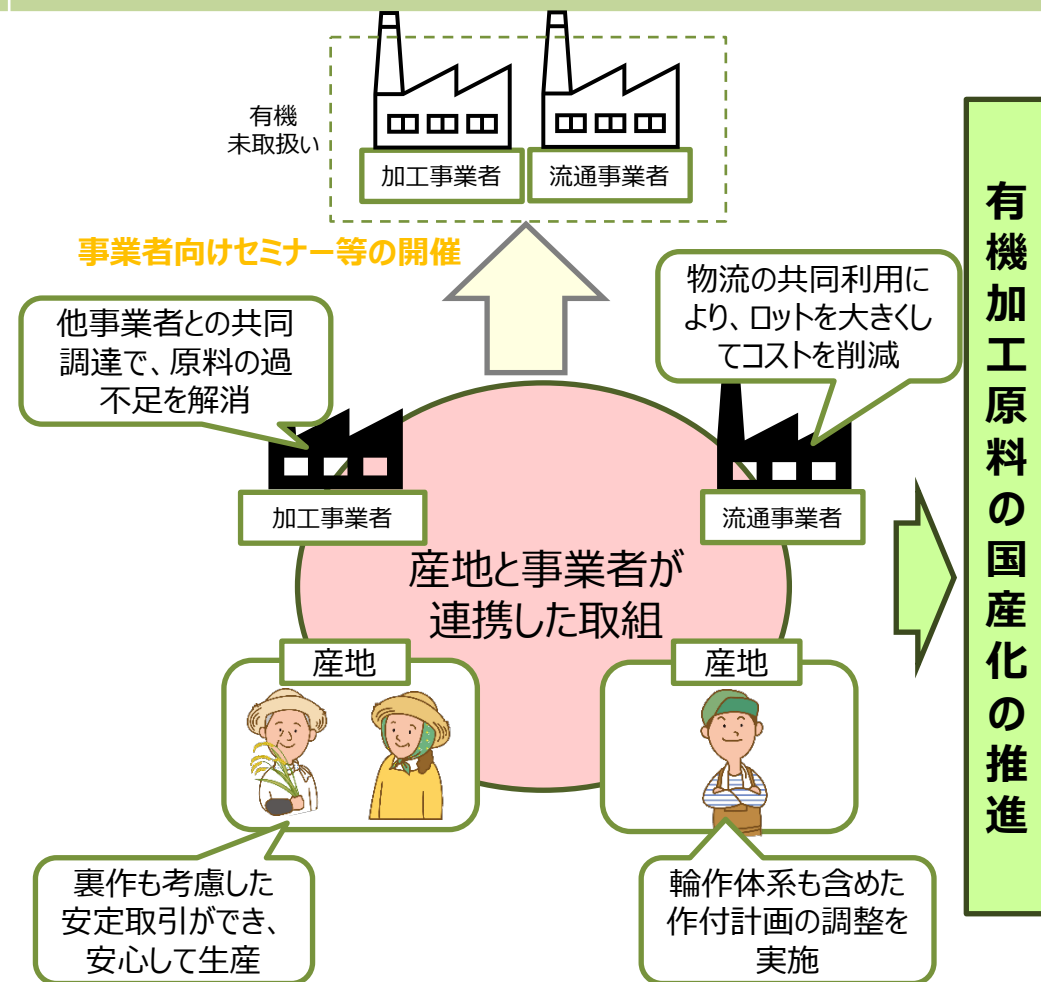 有機
未取扱い
加工事業者
流通事業者
事業者向けセミナー等の開催
他事業者との共同
調達で、原料の過
不足を解消
物流の共同利用に
より、ロットを大きくし
てコストを削減
加工事業者
流通事業者
産地と事業者が
連携した取組
産地
産地
裏作も考慮した
安定取引ができ、
安心して生産
輪作体系も含めた
作付計画の調整を
実施
有機加工原料の国産化の推進